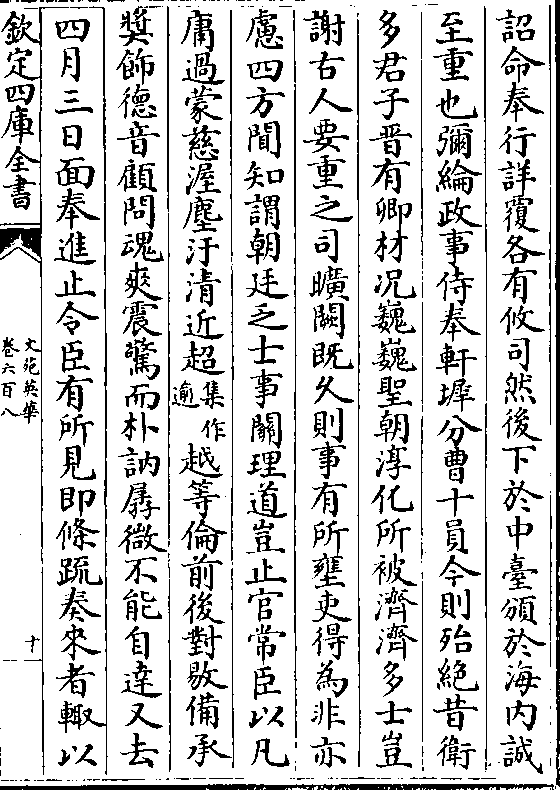 詔命奉行詳覆各有攸司然後下於中臺頒於海内誠
至重也彌綸政事侍奉軒墀分曹十員今則殆絶昔衛
多君子晋有卿材况巍巍聖朝淳化所被濟濟多士豈
謝古人要重之司曠闕既久則事有所壅吏得為非亦
慮四方聞知謂朝廷乏士事關理道豈止官常臣以凡
庸過蒙慈渥塵汙清近超集作逾越等倫前後對敭備承
奬飾德音顧問魂爽震驚而朴訥孱微不能自達又去
四月三日面奉進止令臣有所見即條䟽奏來者輙以
欽定四庫全書
文苑英華
卷六百八
十